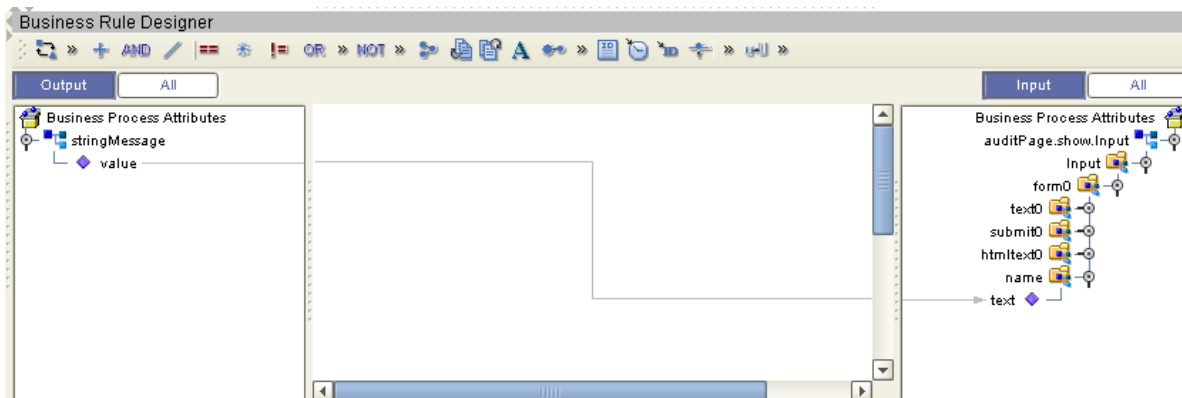 Business Rule Designer
» AND == != OR » NOT » A » »
Output All Input All
Business Process Attributes
stringMessage
value
Business Process Attributes
auditPage.show.Input
Input
form0
text0
submit0
htmltext0
name
text